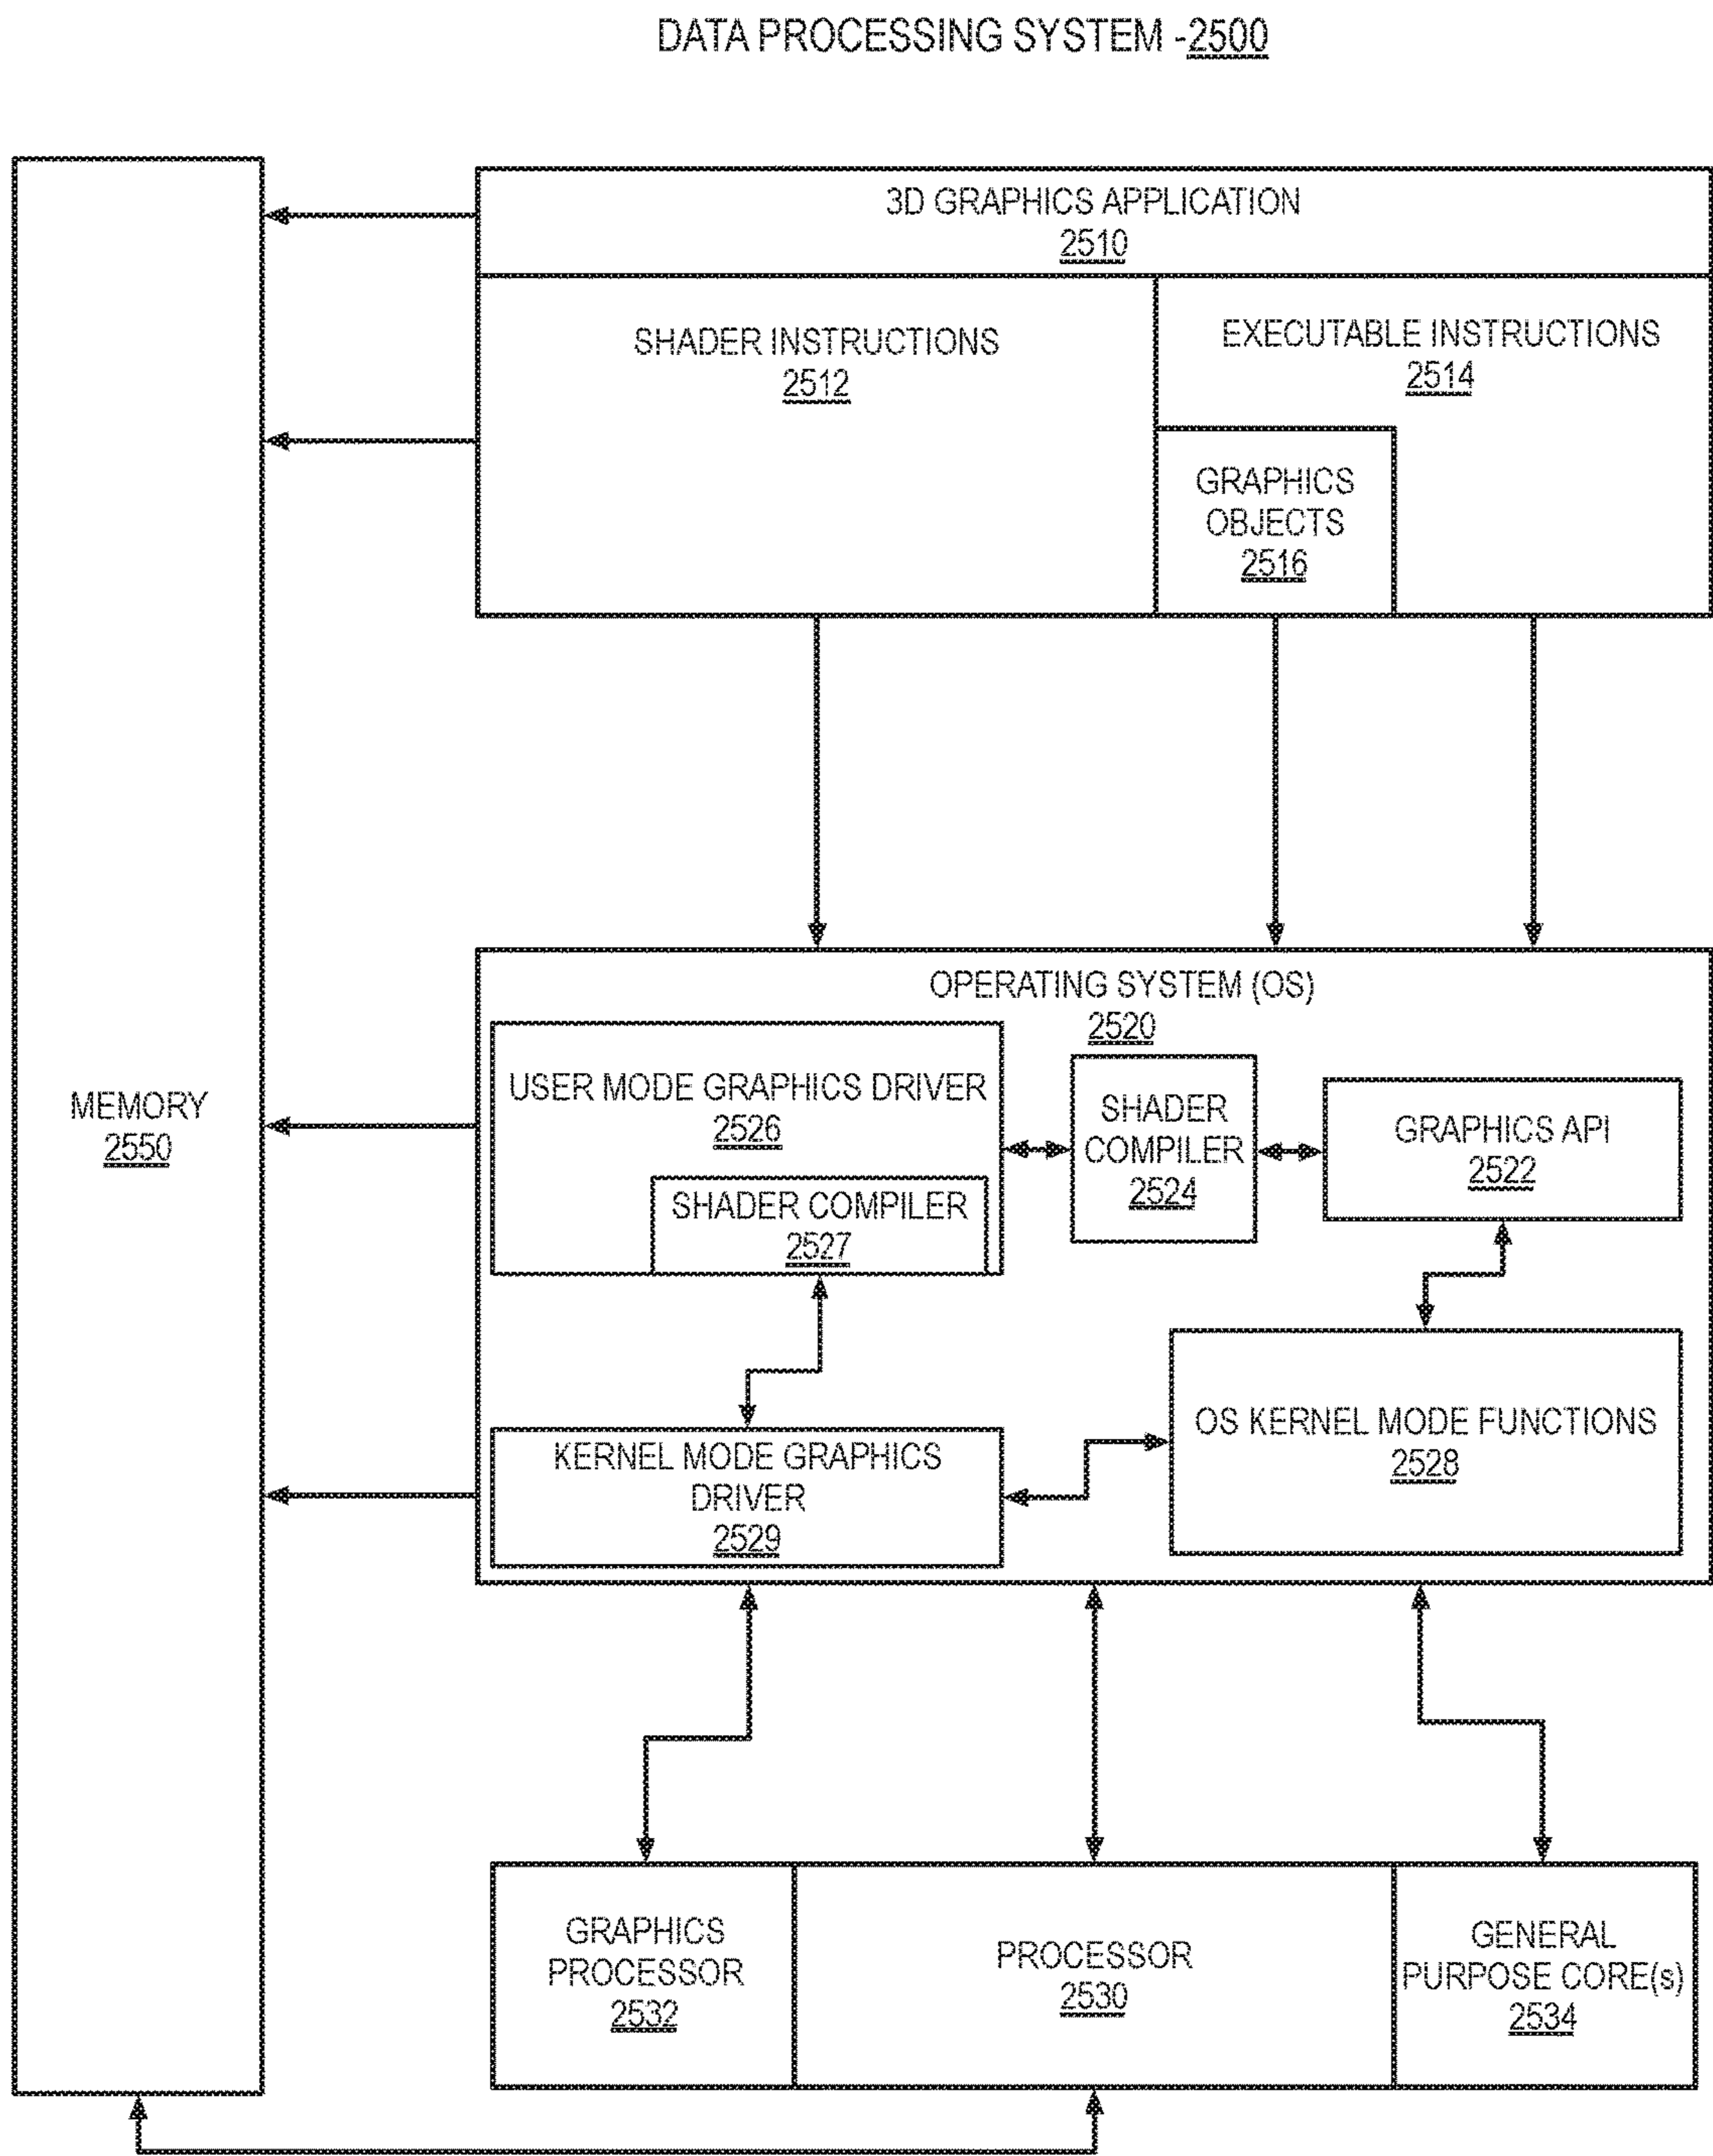 DATA PROCESSING SYSTEM -2500
3D GRAPHICS APPLICATION
2510
SHADER INSTRUCTIONS
2512
EXECUTABLE INSTRUCTIONS
2514
GRAPHICS
OBJECTS
2516
MEMORY
2550
OPERATING SYSTEM (OS)
2520
USER MODE GRAPHICS DRIVER
2526
SHADER COMPILER
2527
SHADER
COMPILER
2524
GRAPHICS API
2522
KERNEL MODE GRAPHICS
DRIVER
2529
OS KERNEL MODE FUNCTIONS
2528
GRAPHICS
PROCESSOR
2532
PROCESSOR
2530
GENERAL
PURPOSE CORE(s)
2534